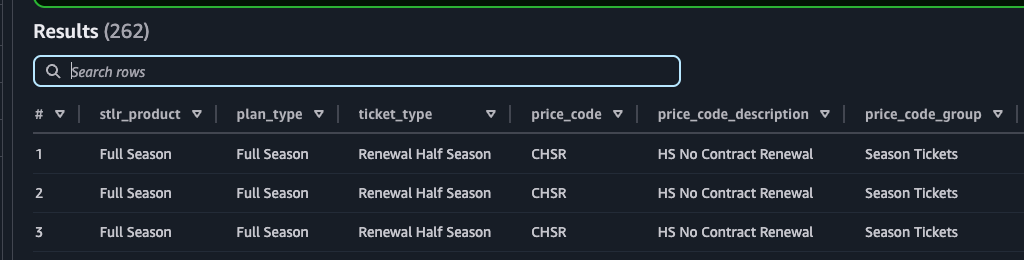 Results (262)
Search rows
# stlr_product plan_type ticket_type price_code price_code_description price_code_group
1 Full Season Full Season Renewal Half Season CHSR HS No Contract Renewal Season Tickets
2 Full Season Full Season Renewal Half Season CHSR HS No Contract Renewal Season Tickets
3 Full Season Full Season Renewal Half Season CHSR HS No Contract Renewal Season Tickets